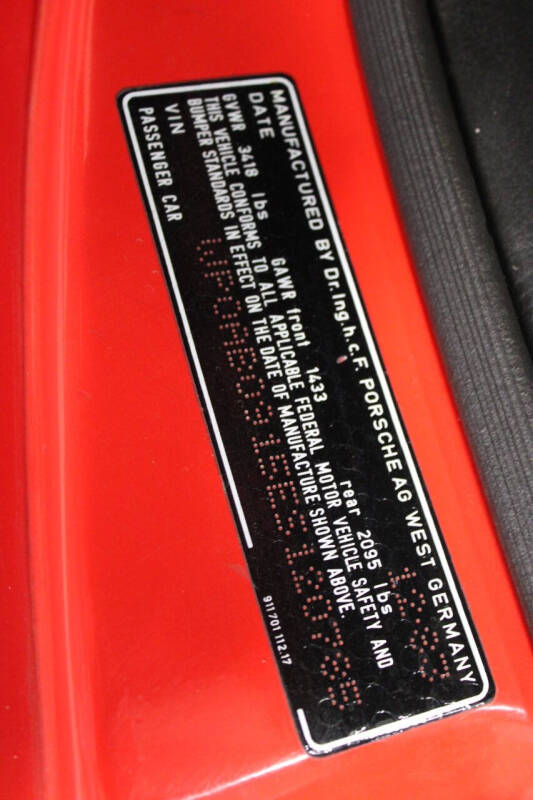 MANUFACTURED BY Dr.Ing.h.c.F. PORSCHE AG WEST GERMANY
DATE
GVWR 3418 lbs GAWR front 1433 rear 2095 lbs
THIS VEHICLE CONFORMS TO ALL APPLICABLE FEDERAL MOTOR VEHICLE SAFETY AND
BUMPER STANDARDS IN EFFECT ON THE DATE OF MANUFACTURE SHOWN ABOVE.
VIN
PASSENGER CAR
911 701 112.17